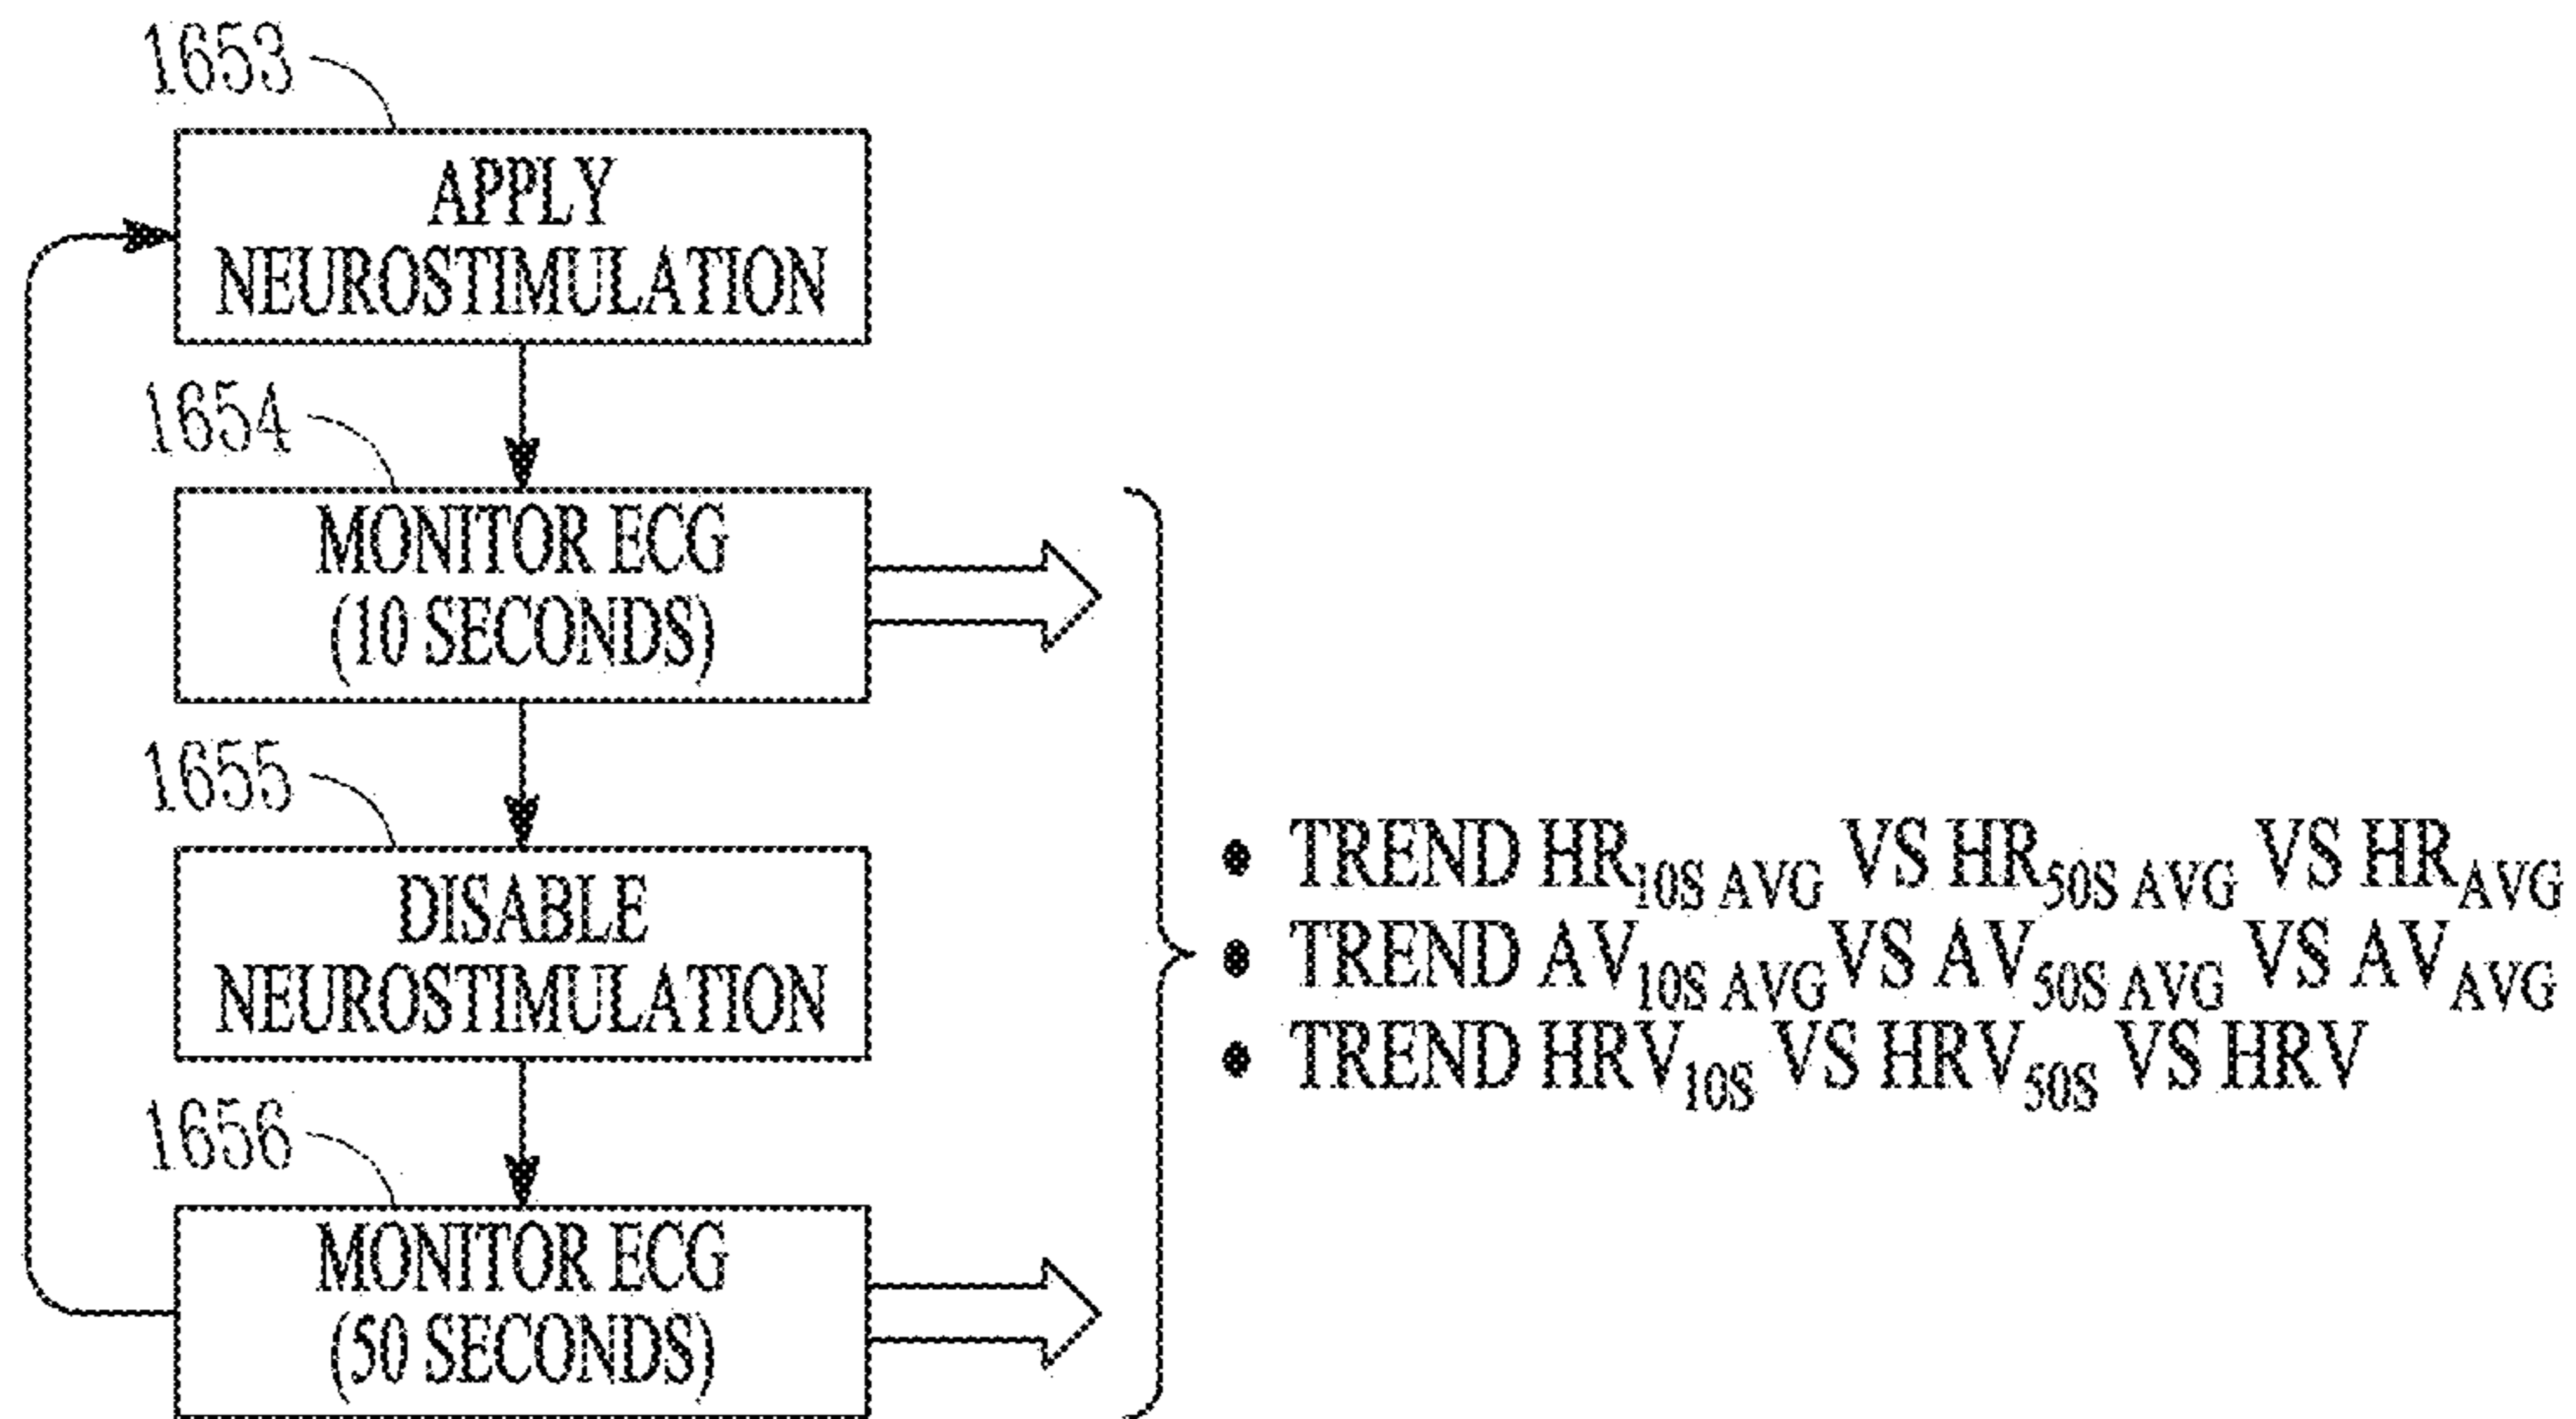 1653
APPLY
NEUROSTIMULATION
1654
MONITOR ECG
(10 SECONDS)
1655
DISABLE
NEUROSTIMULATION
1656
MONITOR ECG
(50 SECONDS)
• TREND HR10S AVG VS HR50S AVG VS HRAVG
• TREND AV10S AVG VS AV50S AVG VS AVAVG
• TREND HRV10S VS HRV50S VS HRV